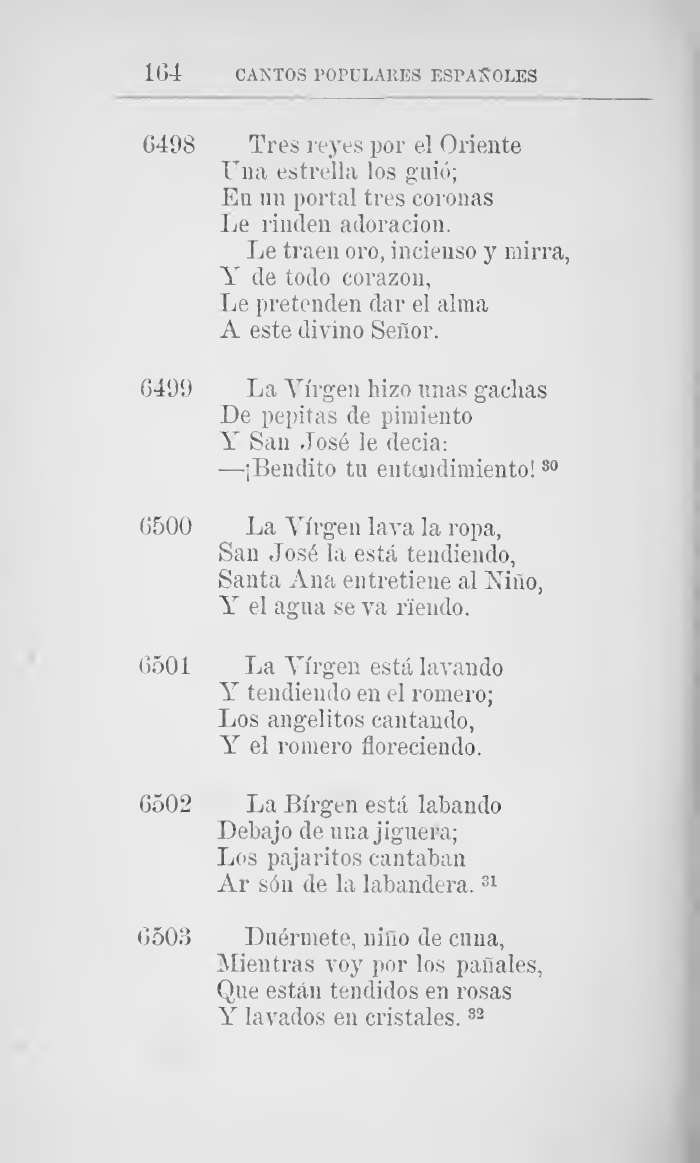 164 CANTOS POPULARES ESPAÑOLES
6498 Tres reyes por el Oriente
Una estrella los guió;
En un portal tres coronas
Le rinden adoracion.
Le traen oro, incienso y mirra,
Y de todo corazon,
Le pretenden dar el alma
A este divino Señor.
6499 La Vírgen hizo unas gachas
De pepitas de pimiento
Y San José le decia:
—¡Bendito tu entendimiento! 30
6500 La Vírgen lava la ropa,
San José la está tendiendo,
Santa Ana entretiene al Niño,
Y el agua se va rïendo.
6501 La Vírgen está lavando
Y tendiendo en el romero;
Los angelitos cantando,
Y el romero floreciendo.
6502 La Bírgen está labando
Debajo de una jiguera;
Los pajaritos cantaban
Ar són de la labandera. 31
6503 Duérmete, niño de cuna,
Mientras voy por los pañales,
Que están tendidos en rosas
Y lavados en cristales. 32